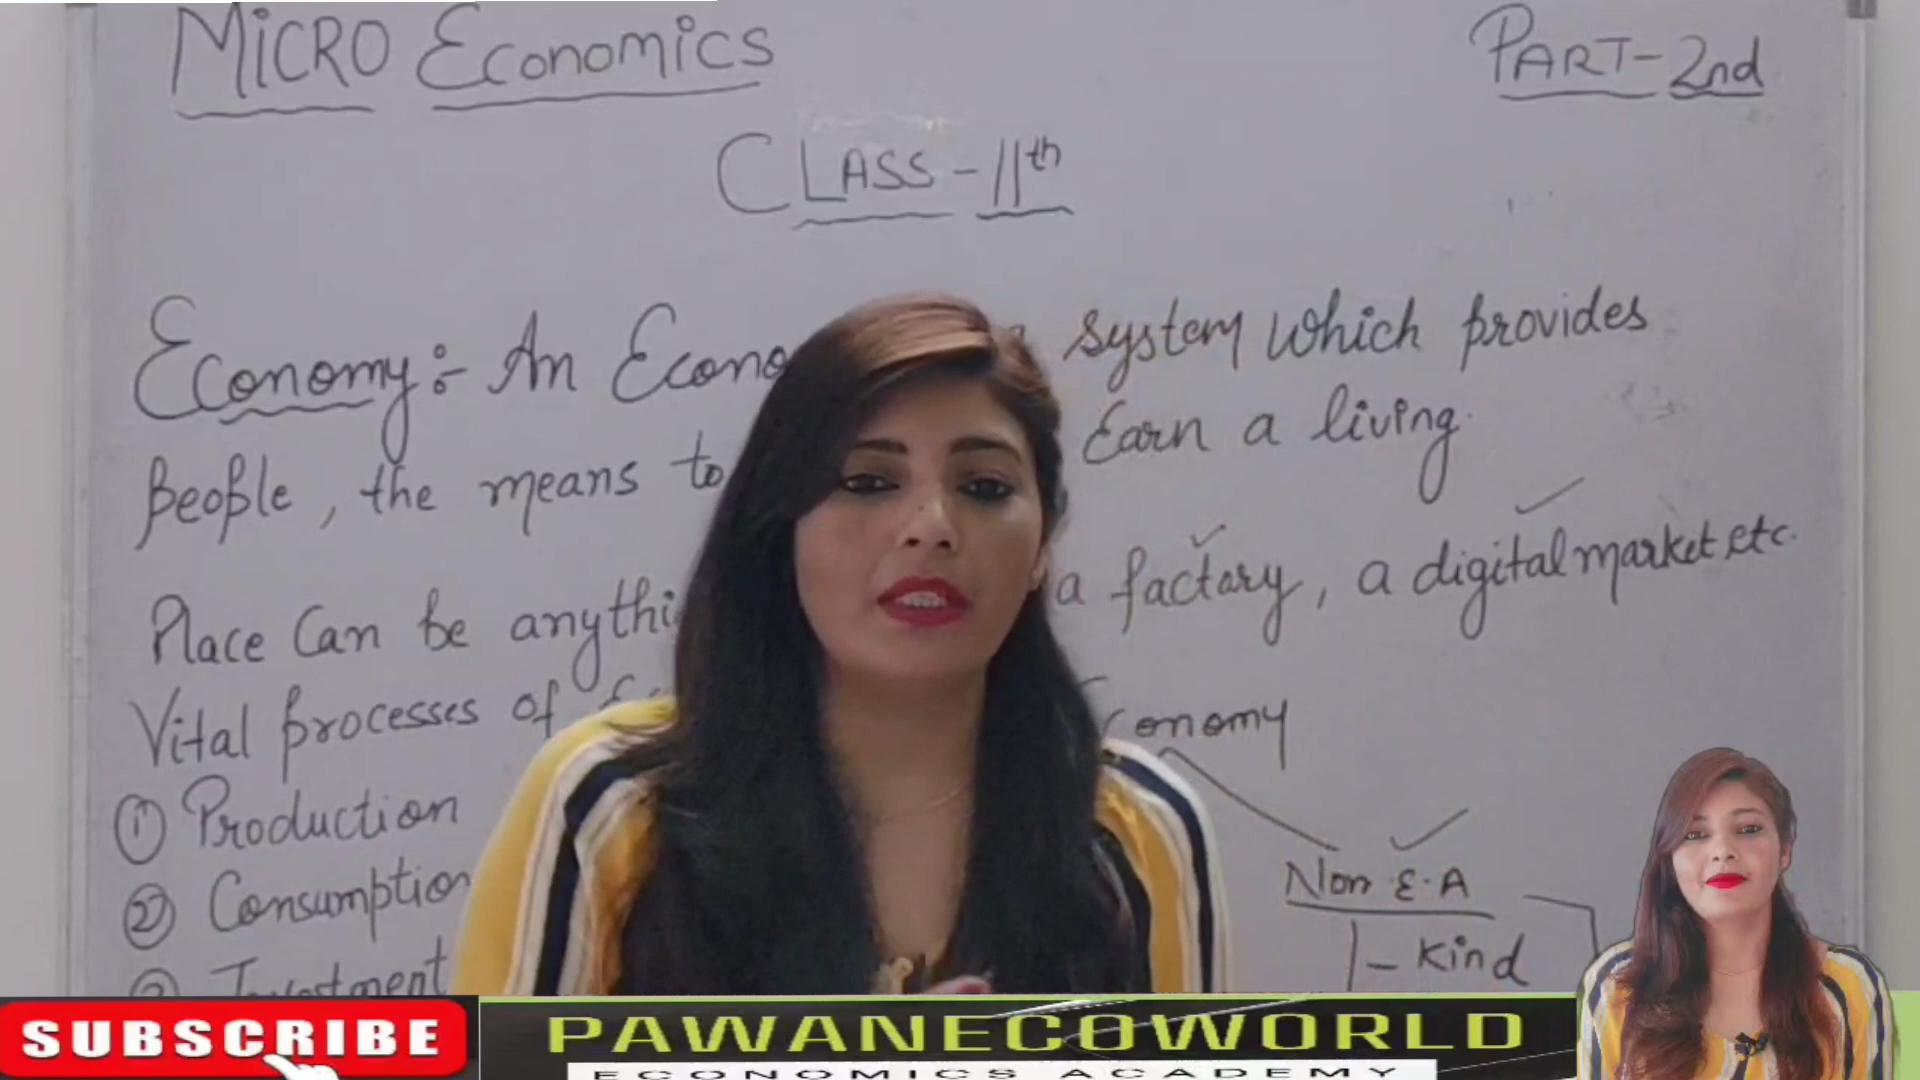 MiCRO Economics
PART-2nd
CLASS-11th
Economy:- An Econo system which provides
people, the means to Earn a living.
Place Can be anythi a factory, a digital market, etc.
Vital processes of conomy
① Production
② Consumption
Non E.A
Investment
- Kind
SUBSCRIBE
PAWANECOWORLD
ECONOMICS ACADEMY